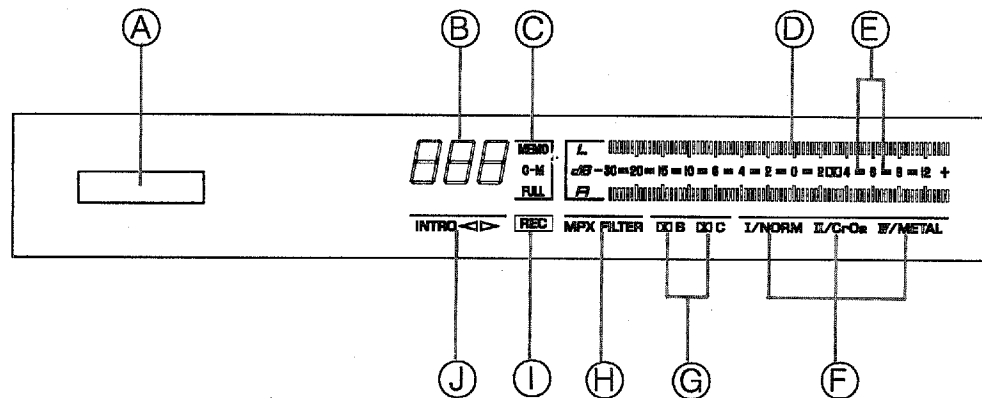 A B C D E
888 MEMO L
C-M dB -30 -20 -15 -10 -6 -4 -2 -0 2 4 6 8 12 +
FULL R
INTRO ◁▷ REC MPX FILTER B C I/NORM II/CrO₂ IV/METAL
J I H G F